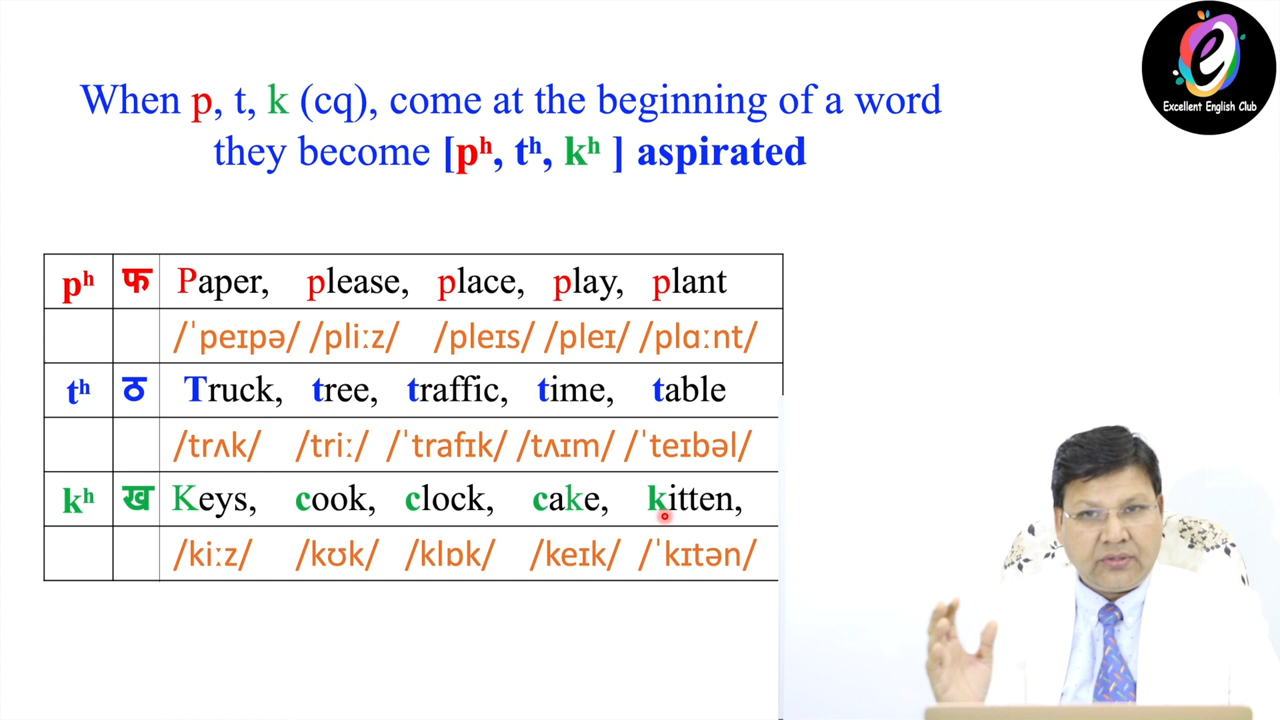 When p, t, k (cq), come at the beginning of a word
they become [pʰ, tʰ, kʰ ] aspirated
Excellent English Club
pʰ फ Paper, please, place, play, plant
/ˈpeɪpə/ /pliːz/ /pleɪs/ /pleɪ/ /plɑːnt/
tʰ ठ Truck, tree, traffic, time, table
/trʌk/ /triː/ /ˈtrafɪk/ /tʌɪm/ /ˈteɪbəl/
kʰ ख Keys, cook, clock, cake, kitten,
/kiːz/ /kʊk/ /klɒk/ /keɪk/ /ˈkɪtən/